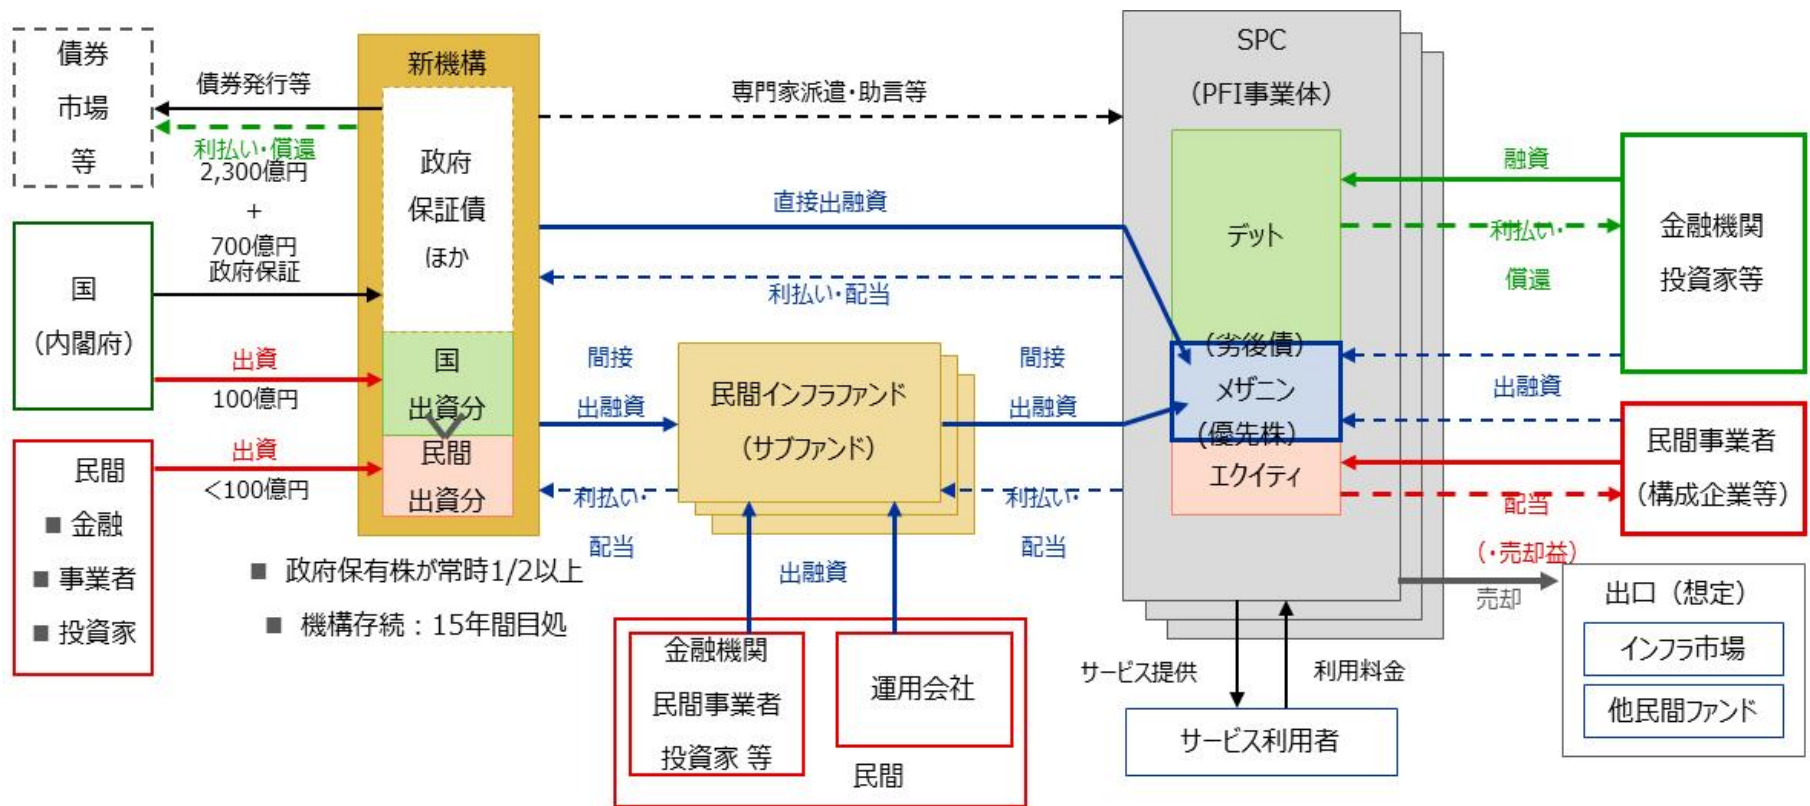 債券
市場
等
債券発行等
利払い・償還
2,300億円
+
700億円
政府保証
国
(内閣府)
出資
100億円
出資
<100億円
民間
■ 金融
■ 事業者
■ 投資家
新機構
政府
保証債
ほか
国
出資分
民間
出資分
■ 政府保有株が常時1/2以上
■ 機構存続：15年間目処
専門家派遣・助言等
直接出融資
利払い・配当
間接
出融資
利払い・
配当
民間インフラファンド
(サブファンド)
間接
出融資
利払い・
配当
出融資
金融機関
民間事業者
投資家 等
運用会社
民間
SPC
(PFI事業体)
デット
(劣後債)
メザニン
(優先株)
エクイティ
融資
利払い・
償還
出融資
配当
(・売却益)
売却
金融機関
投資家等
民間事業者
(構成企業等)
出口（想定）
インフラ市場
他民間ファンド
サービス提供
利用料金
サービス利用者